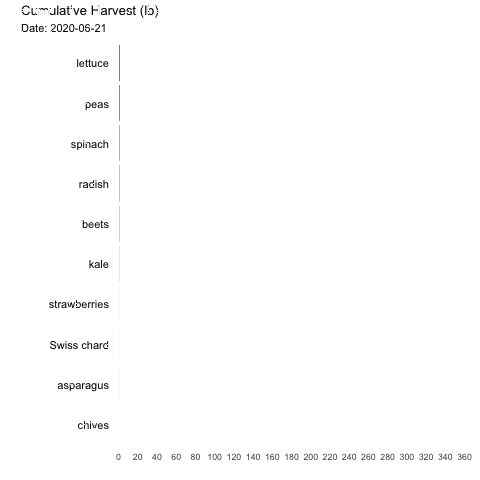 Cumulative Harvest (lb)
Date: 2020-05-21
lettuce
peas
spinach
radish
beets
kale
strawberries
Swiss chard
asparagus
chives
0 20 40 60 80 100 120 140 160 180 200 220 240 260 280 300 320 340 360